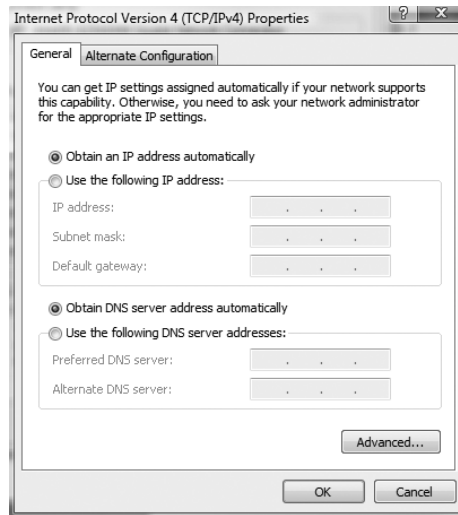 Internet Protocol Version 4 (TCP/IPv4) Properties
General
Alternate Configuration
You can get IP settings assigned automatically if your network supports
this capability. Otherwise, you need to ask your network administrator
for the appropriate IP settings.
Obtain an IP address automatically
Use the following IP address:
IP address:
Subnet mask:
Default gateway:
Obtain DNS server address automatically
Use the following DNS server addresses:
Preferred DNS server:
Alternate DNS server:
Advanced...
OK
Cancel